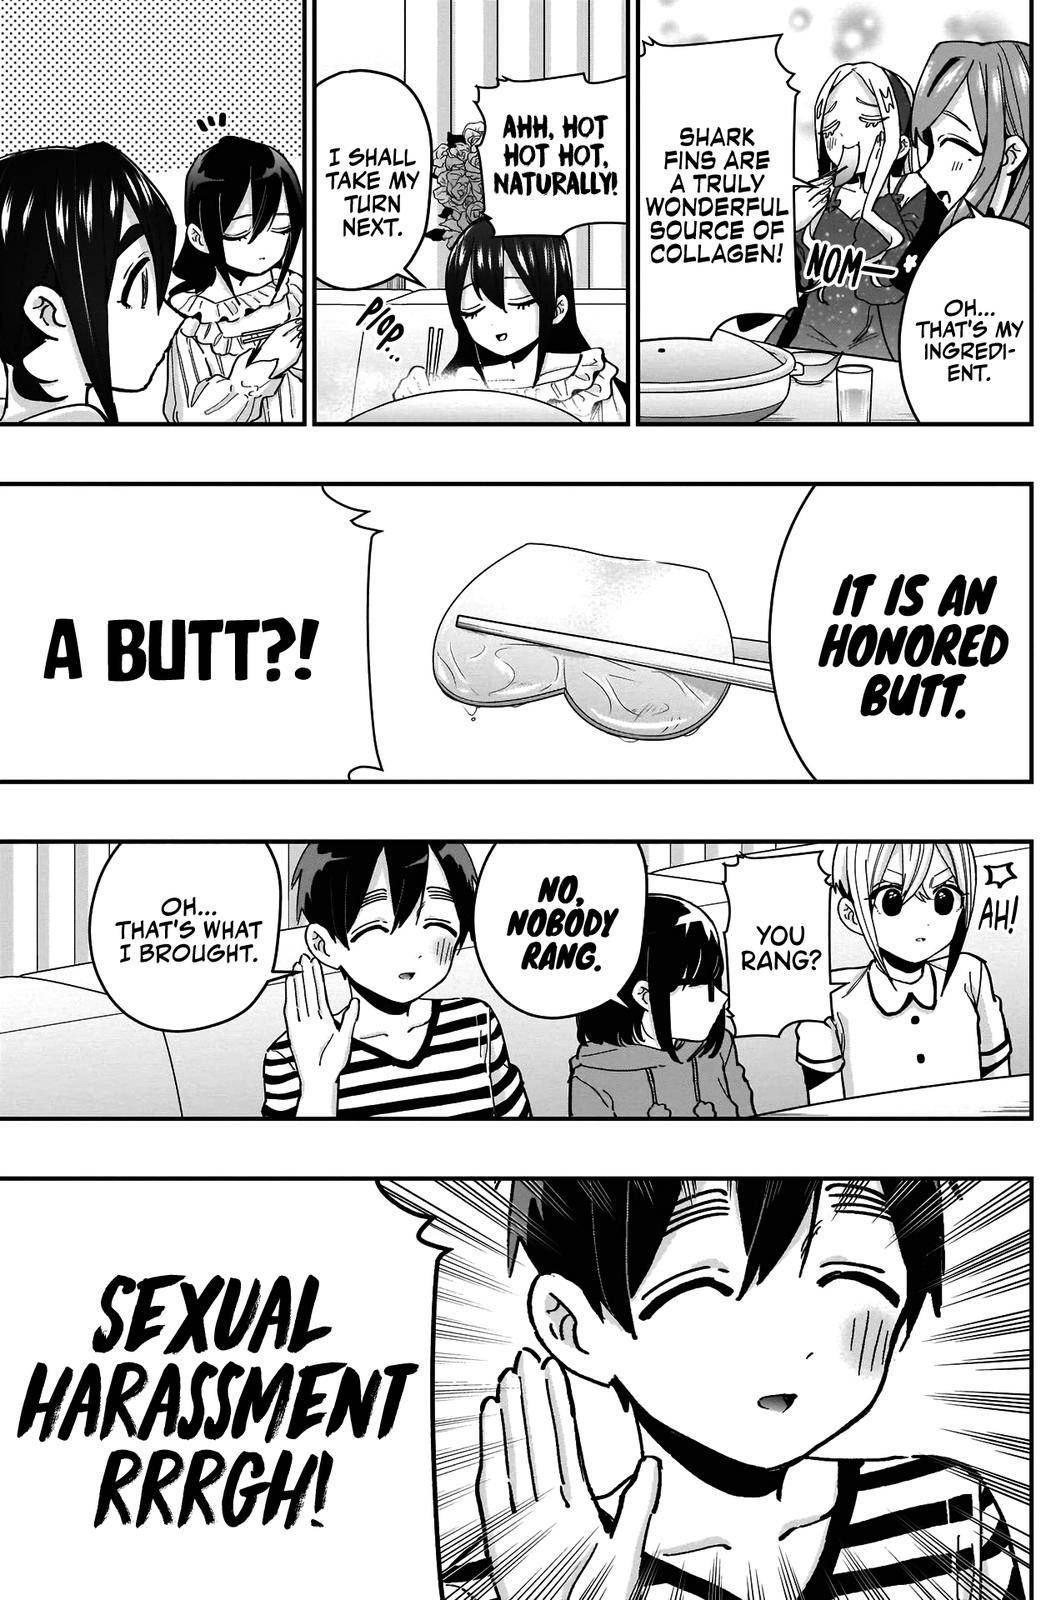 SHARK
FINS ARE
A TRULY
WONDERFUL
SOURCE OF
COLLAGEN!
NOM—
OH...
THAT'S MY
INGREDI-
ENT.
AHH, HOT
HOT HOT,
NATURALLY!
I SHALL
TAKE MY
TURN
NEXT.
PLOP...
IT IS AN
HONORED
BUTT.
A BUTT?!
AH!
YOU
RANG?
NO,
NOBODY
RANG.
OH...
THAT'S WHAT
I BROUGHT.
SEXUAL
HARASSMENT
RRRGH!